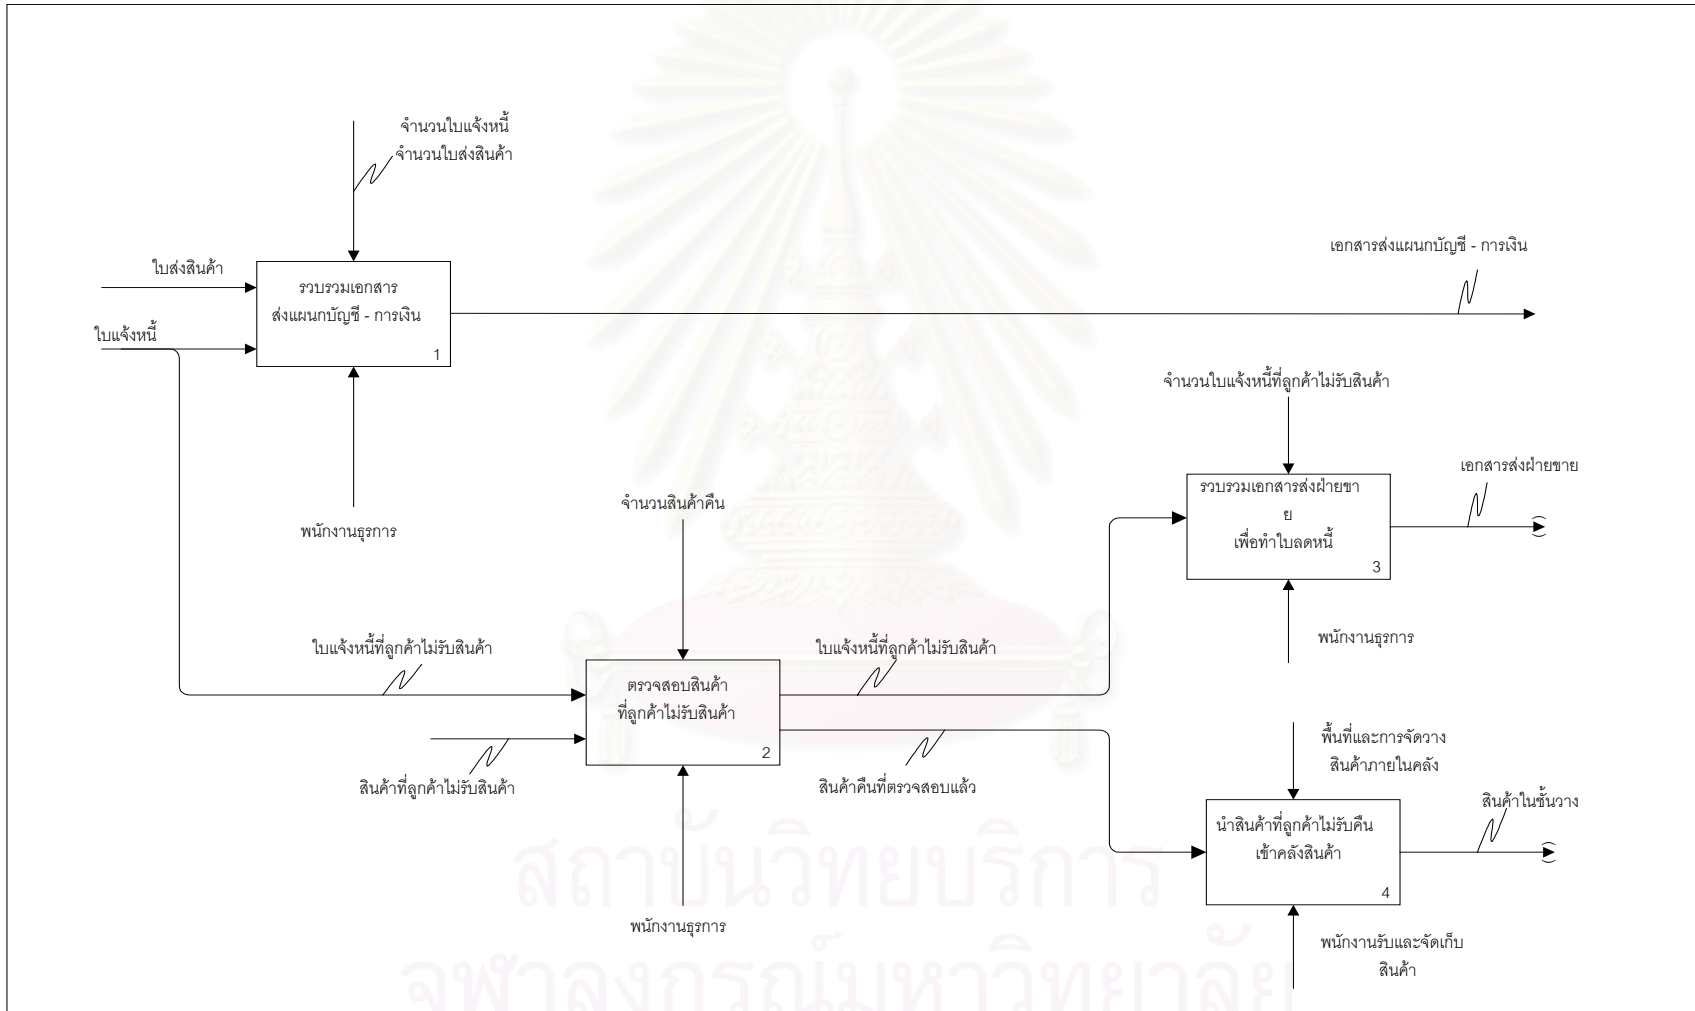 จำนวนใบแจ้งหนี้
จำนวนใบส่งสินค้า
ใบส่งสินค้า
ใบแจ้งหนี้
รวบรวมเอกสาร
ส่งแผนกบัญชี - การเงิน
1
พนักงานธุรการ
เอกสารส่งแผนกบัญชี - การเงิน
จำนวนใบแจ้งหนี้ที่ลูกค้าไม่รับสินค้า
รวบรวมเอกสารส่งฝ่ายขา
ย
เพื่อทำใบลดหนี้
3
เอกสารส่งฝ่ายขาย
พนักงานธุรการ
จำนวนสินค้าคืน
ใบแจ้งหนี้ที่ลูกค้าไม่รับสินค้า
ตรวจสอบสินค้า
ที่ลูกค้าไม่รับสินค้า
2
ใบแจ้งหนี้ที่ลูกค้าไม่รับสินค้า
สินค้าที่ลูกค้าไม่รับสินค้า
สินค้าคืนที่ตรวจสอบแล้ว
พนักงานธุรการ
พื้นที่และการจัดวาง
สินค้าภายในคลัง
นำสินค้าที่ลูกค้าไม่รับคืน
เข้าคลังสินค้า
4
สินค้าในชั้นวาง
พนักงานรับและจัดเก็บ
สินค้า
สถาบันวิทยบริการ
จุฬาลงกรณ์มหาวิทยาลัย